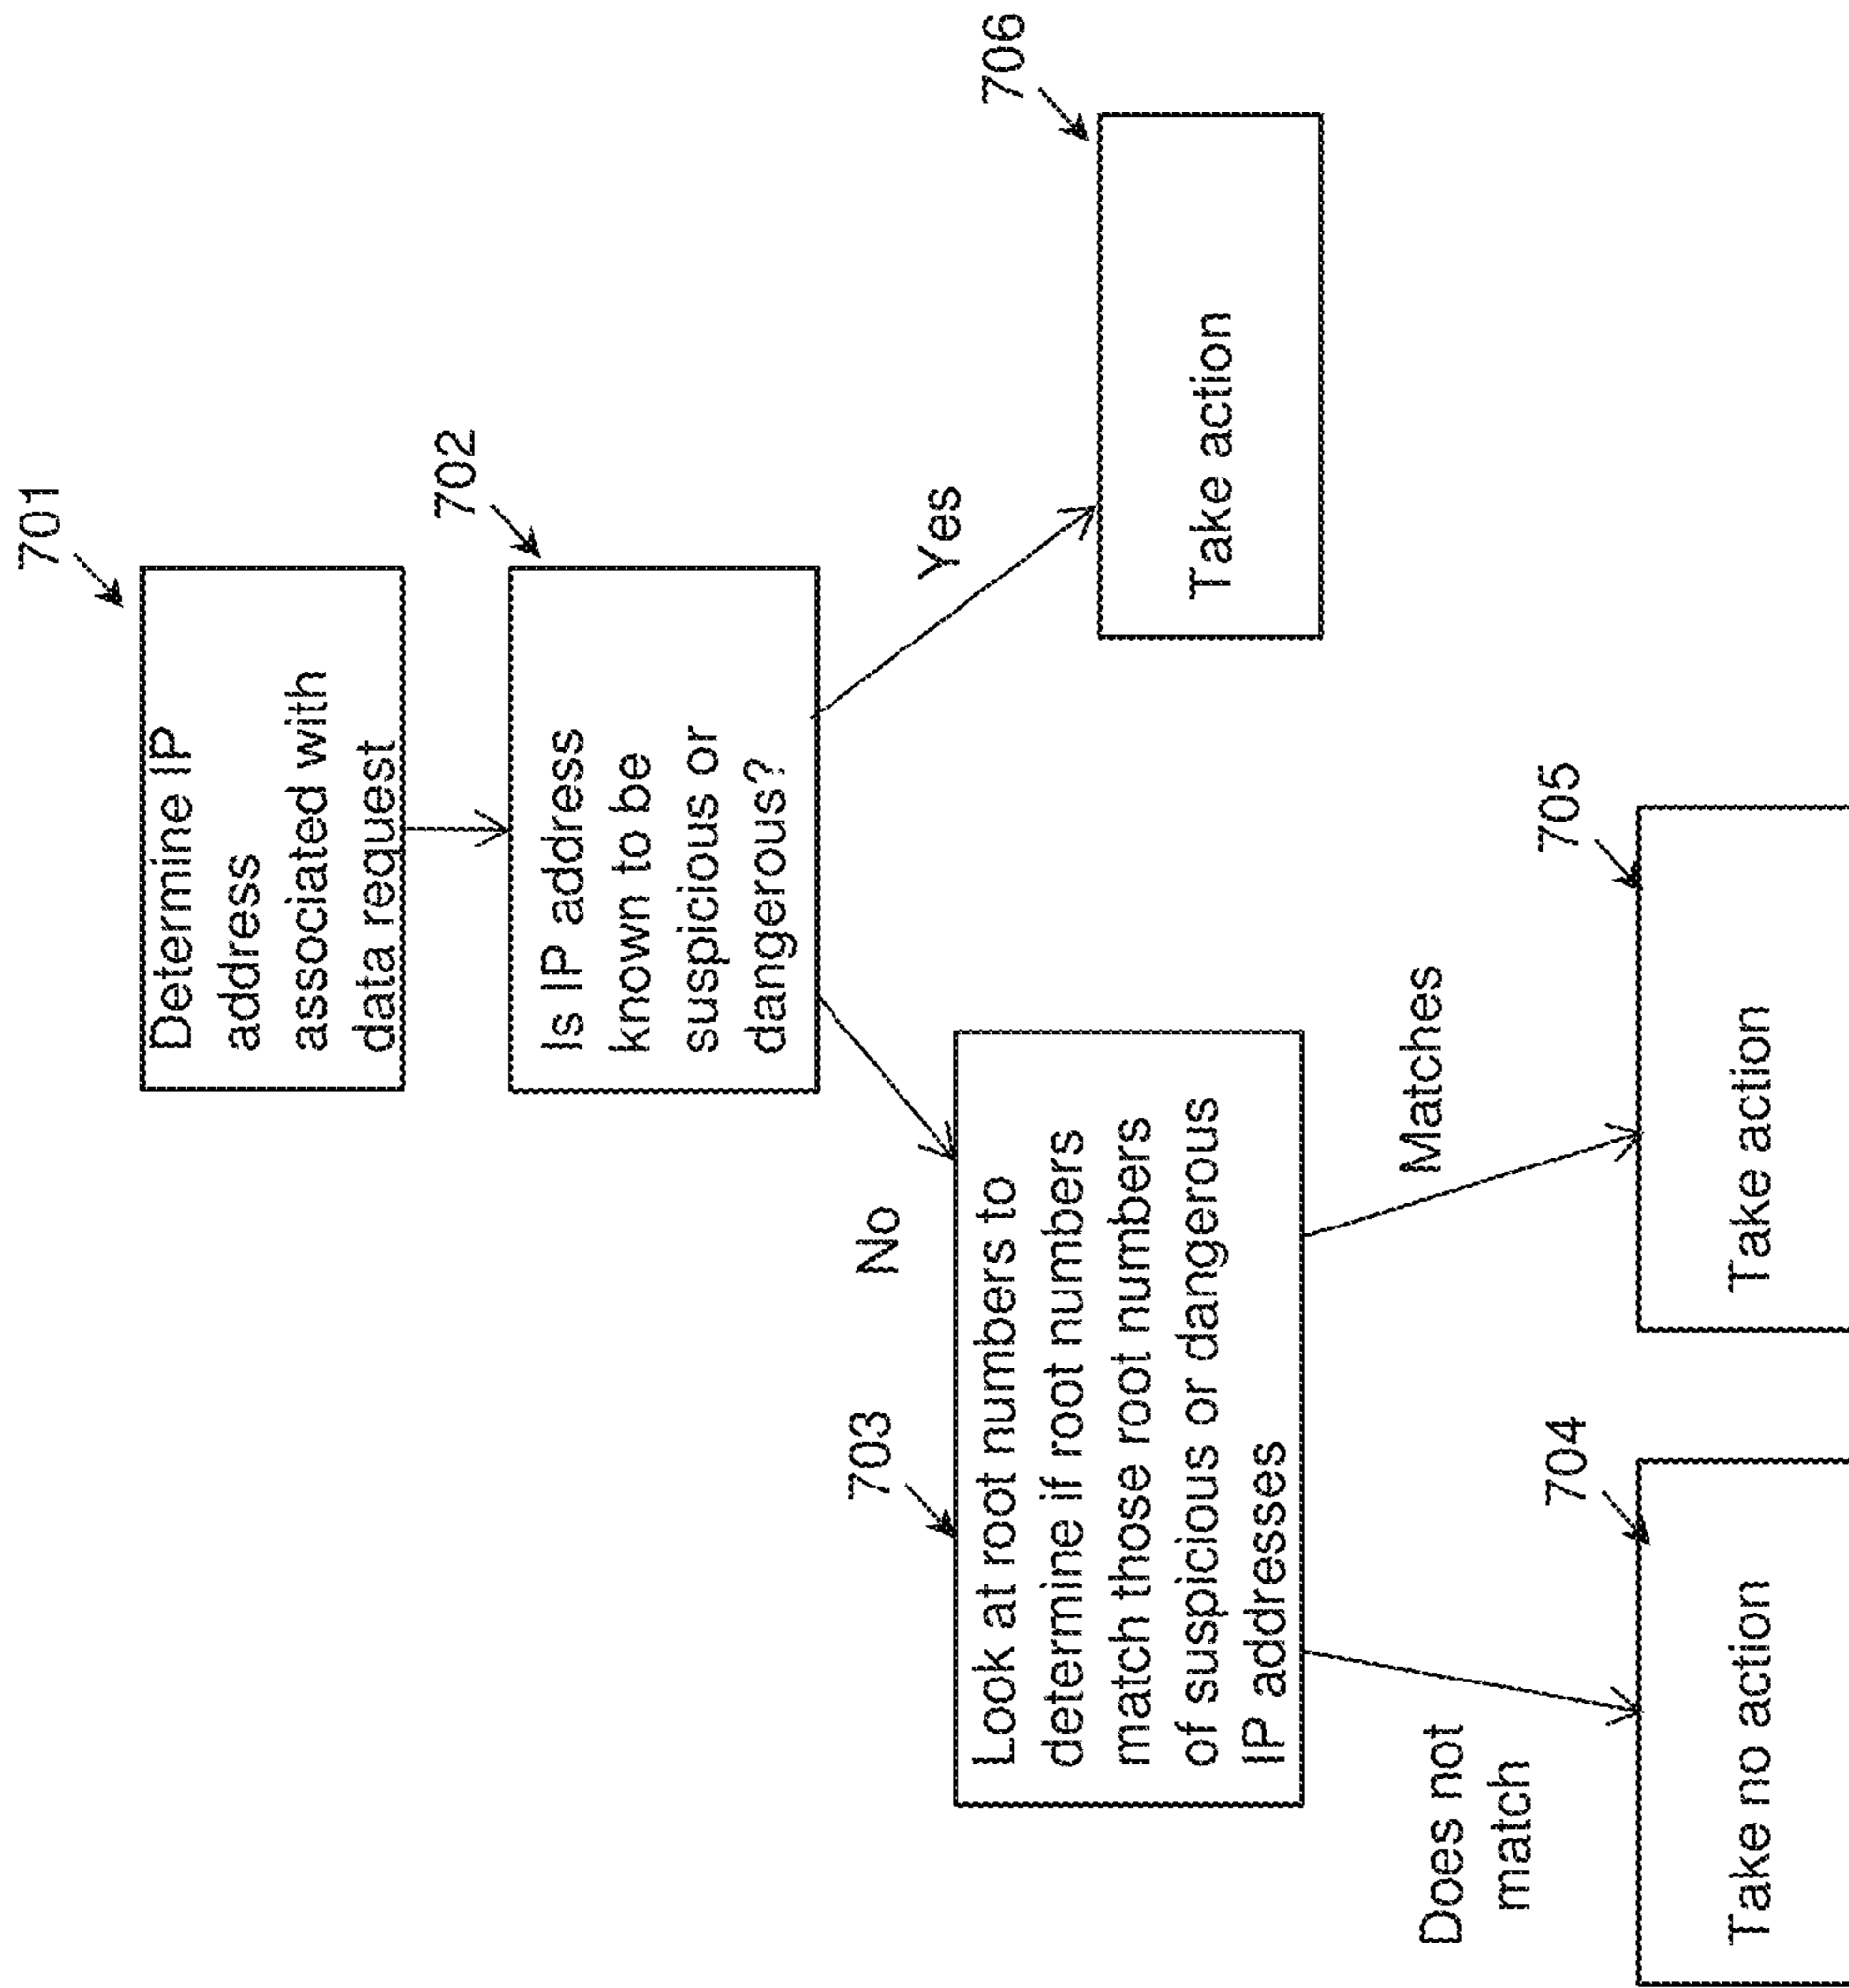 701
Determine IP
address
associated with
data request
702
Is IP address
known to be
suspicious or
dangerous?
No
Yes
703
Look at root numbers to
determine if root numbers
match those root numbers
of suspicious or dangerous
IP addresses
706
Take action
Does not
match
Matches
704
Take no action
705
Take action